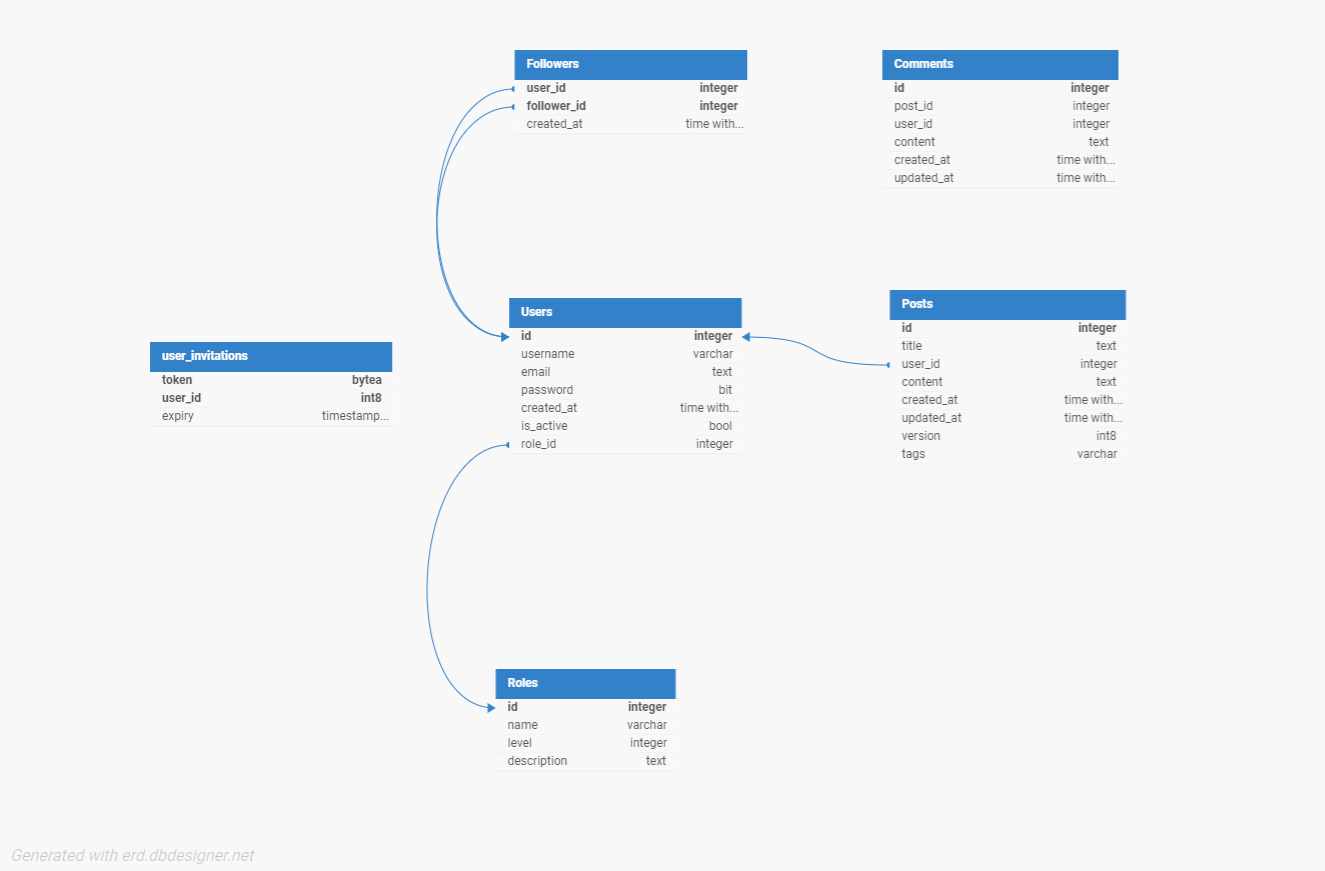 Followers
user_id integer
follower_id integer
created_at time with...
Comments
id integer
post_id integer
user_id integer
content text
created_at time with...
updated_at time with...
Users
id integer
username varchar
email text
password bit
created_at time with...
is_active bool
role_id integer
Posts
id integer
title text
user_id integer
content text
created_at time with...
updated_at time with...
version int8
tags varchar
user_invitations
token bytea
user_id int8
expiry timestamp...
Roles
id integer
name varchar
level integer
description text
Generated with erd.dbdesigner.net